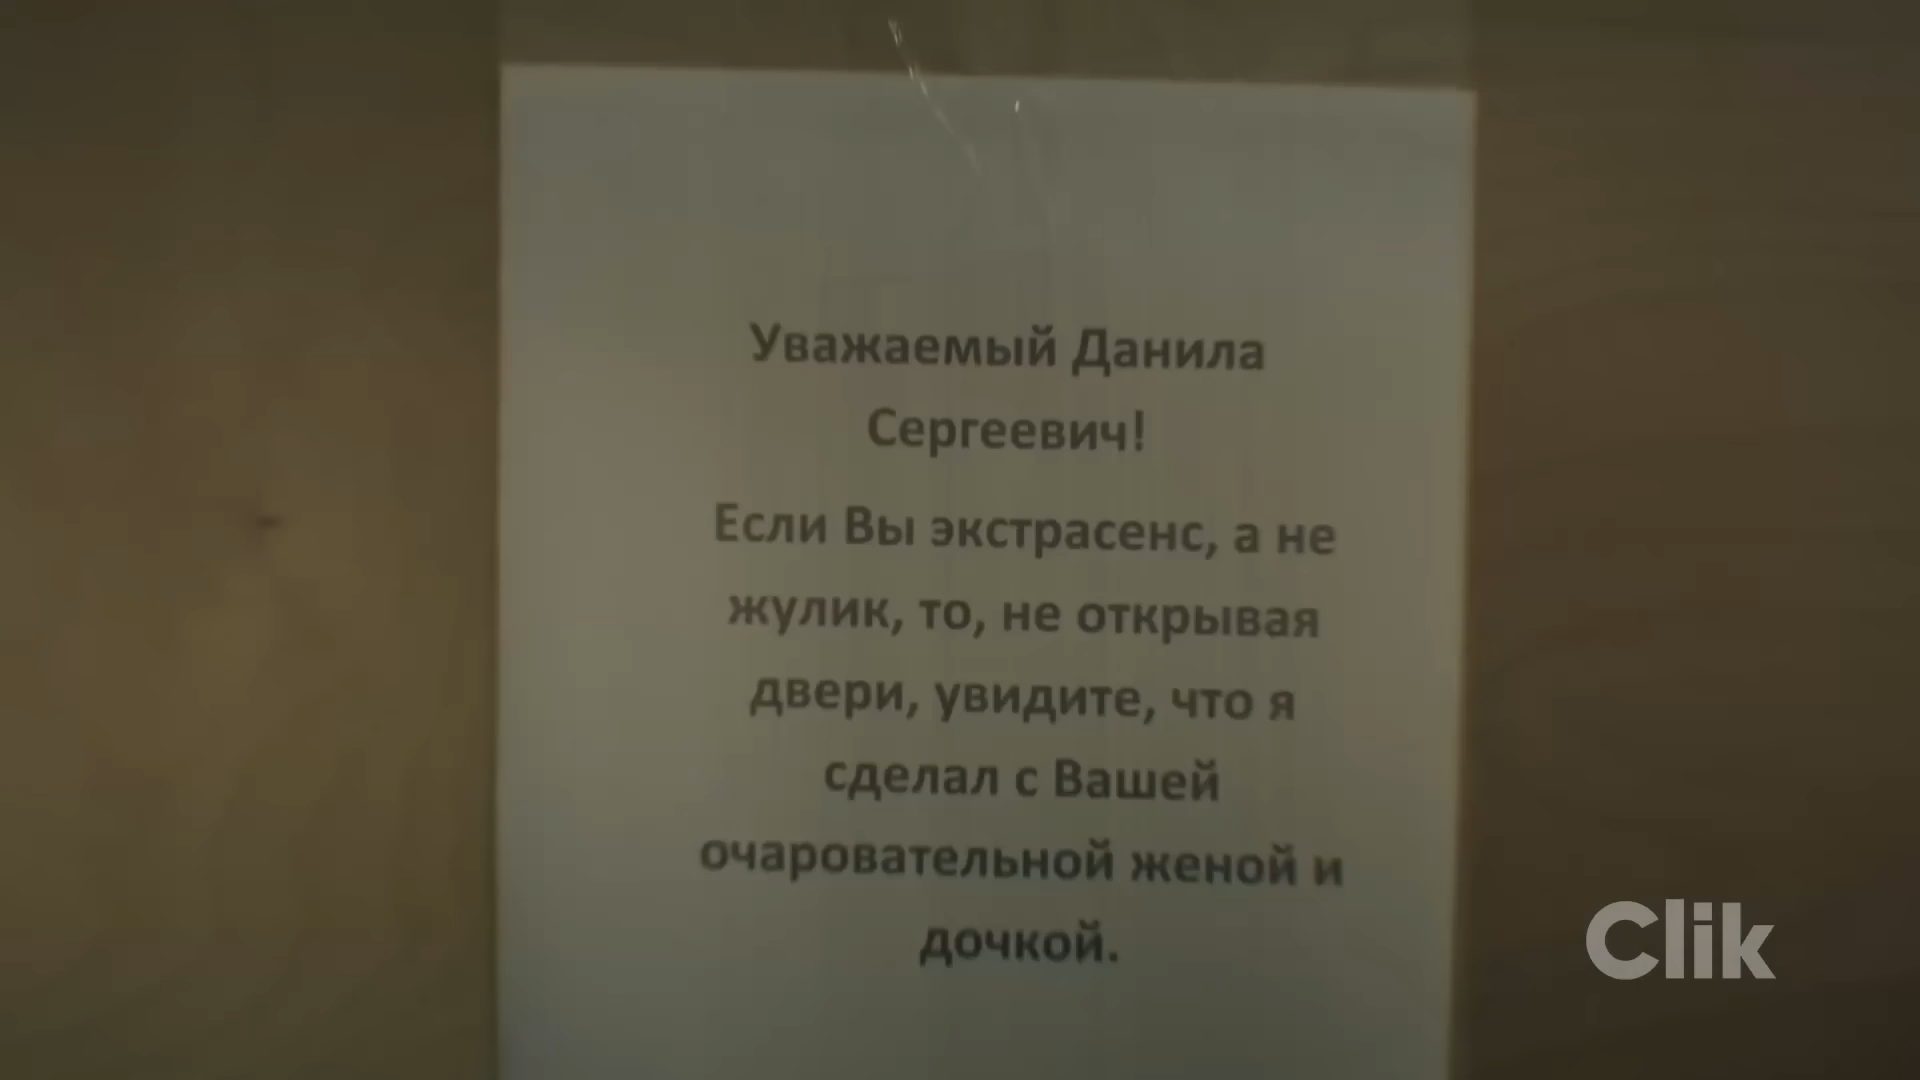 Уважаемый Данила
Сергеевич!
Если Вы экстрасенс, а не
жулик, то, не открывая
двери, увидите, что я
сделал с Вашей
очаровательной женой и
дочкой.
Clik